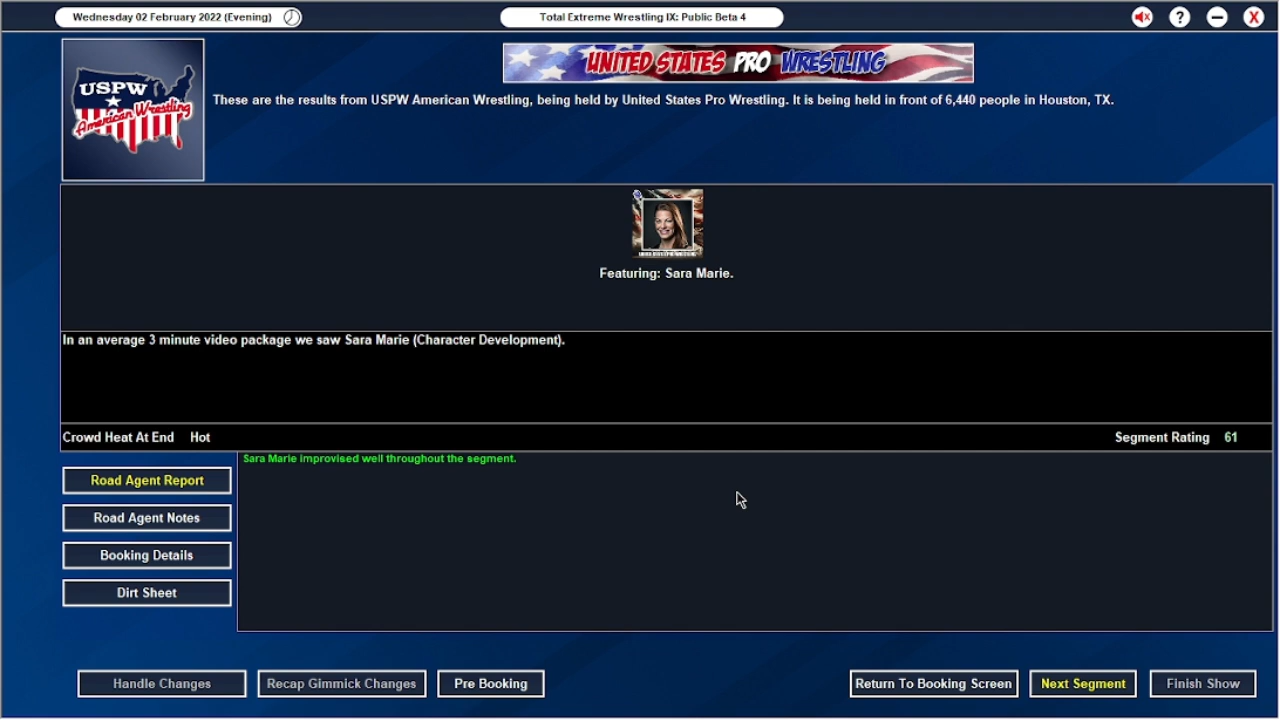 Wednesday 02 February 2022 (Evening)
Total Extreme Wrestling IX: Public Beta 4
?
X
USPW
American Wrestling
UNITED STATES PRO WRESTLING
These are the results from USPW American Wrestling, being held by United States Pro Wrestling. It is being held in front of 6,440 people in Houston, TX.
Featuring: Sara Marie.
In an average 3 minute video package we saw Sara Marie (Character Development).
Crowd Heat At End Hot
Segment Rating 61
Sara Marie improvised well throughout the segment.
Road Agent Report
Road Agent Notes
Booking Details
Dirt Sheet
Handle Changes
Recap Gimmick Changes
Pre Booking
Return To Booking Screen
Next Segment
Finish Show